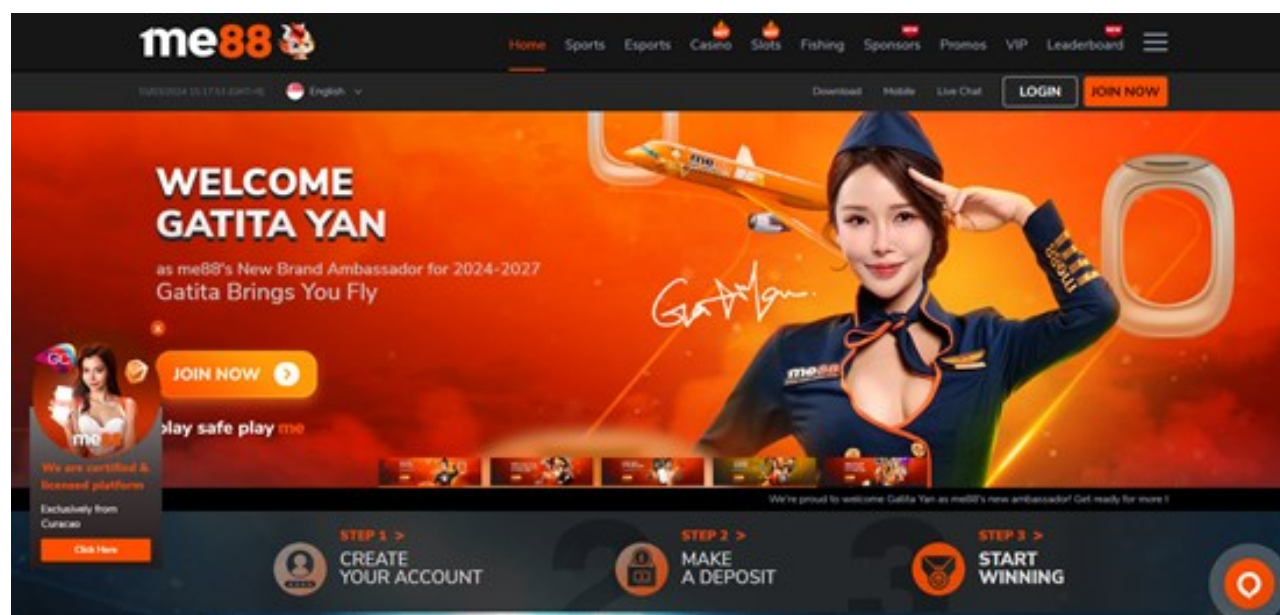 me88
Home Sports Esports Casino Slots Fishing Sponsors Promos VIP Leaderboard
English
Download Mobile Live Chat LOGIN JOIN NOW
WELCOME
GATITA YAN
as me88's New Brand Ambassador for 2024-2027
Gatita Brings You Fly
JOIN NOW
play safe play me
me88
me88
me88
We are certified &
licensed platform
Exclusively from
Curacao
Click Here
We're proud to welcome Gatita Yan as me88's new ambassador! Get ready for more !
STEP 1 >
CREATE
YOUR ACCOUNT
STEP 2 >
MAKE
A DEPOSIT
STEP 3 >
START
WINNING